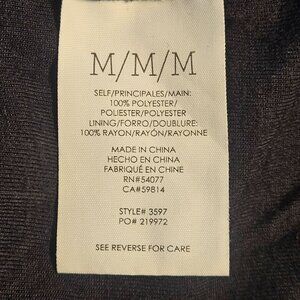 M/M/M
SELF/PRINCIPALES/MAIN:
100% POLYESTER/
POLIESTER/POLYESTER
LINING/FORRO/DOUBLURE:
100% RAYON/RAYÓN/RAYONNE
MADE IN CHINA
HECHO EN CHINA
FABRIQUÉ EN CHINE
RN#54077
CA#59814
STYLE# 3597
PO# 219972
SEE REVERSE FOR CARE